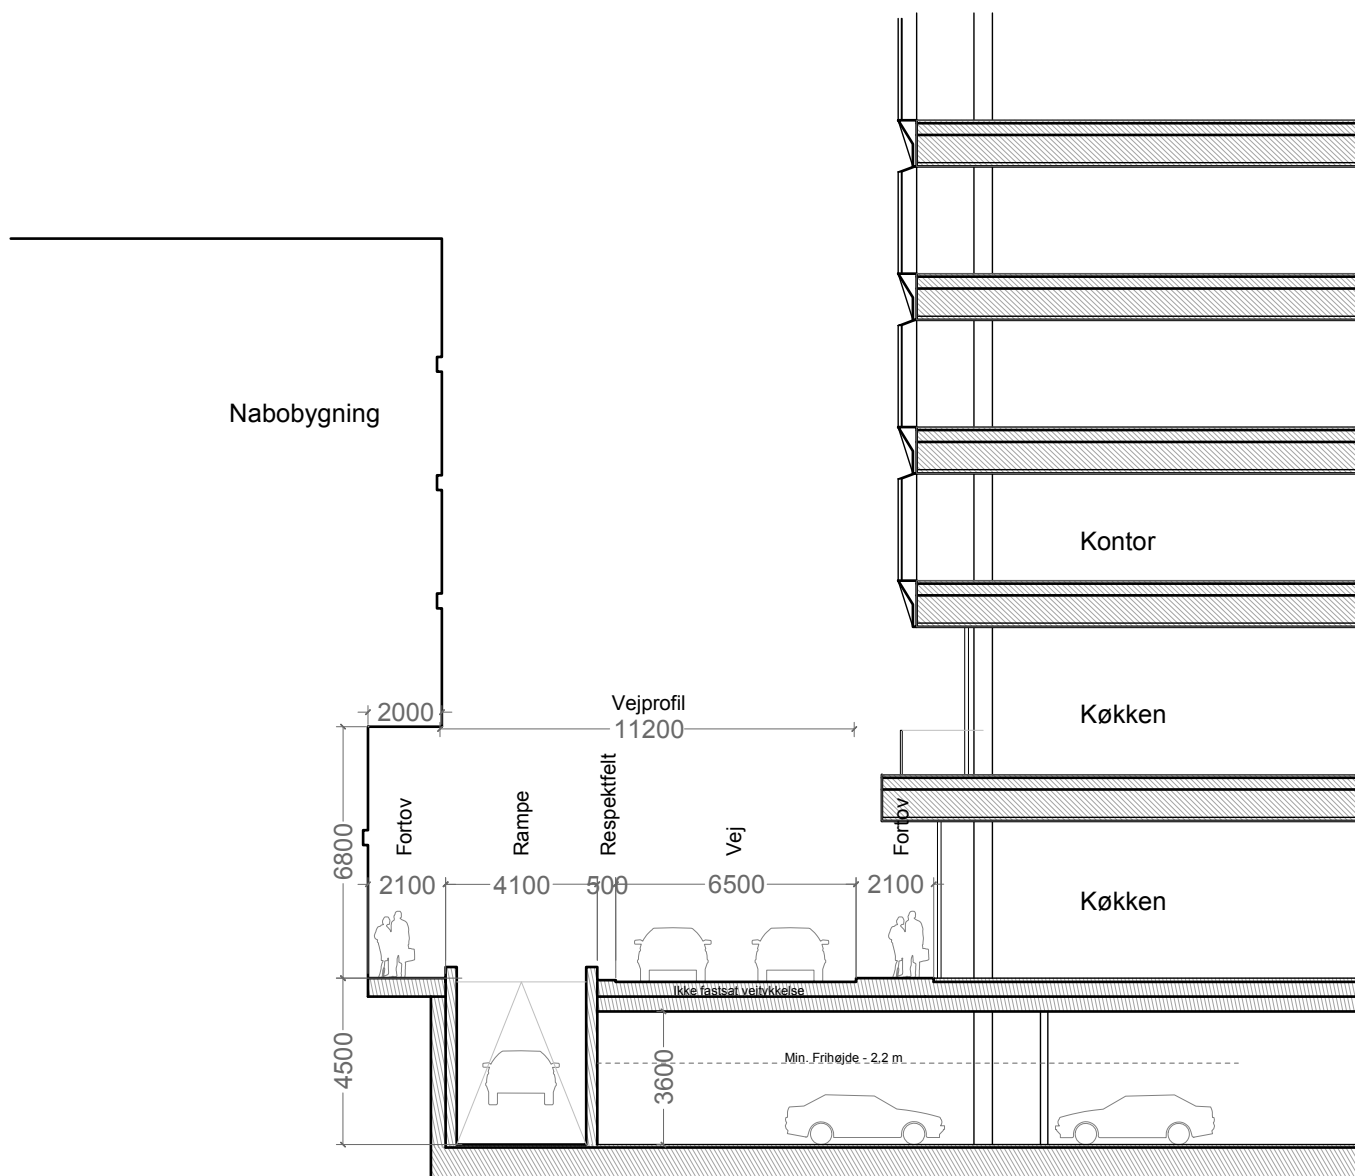 Nabobygning
Kontor
Vejprofil
2000
11200
Køkken
6800
Fortov
Rampe
Respektfelt
Vej
Fortov
2100
4100
500
6500
2100
Køkken
Ikke fastsat vejtykkelse
4500
3600
Min. Frihøjde - 2,2 m